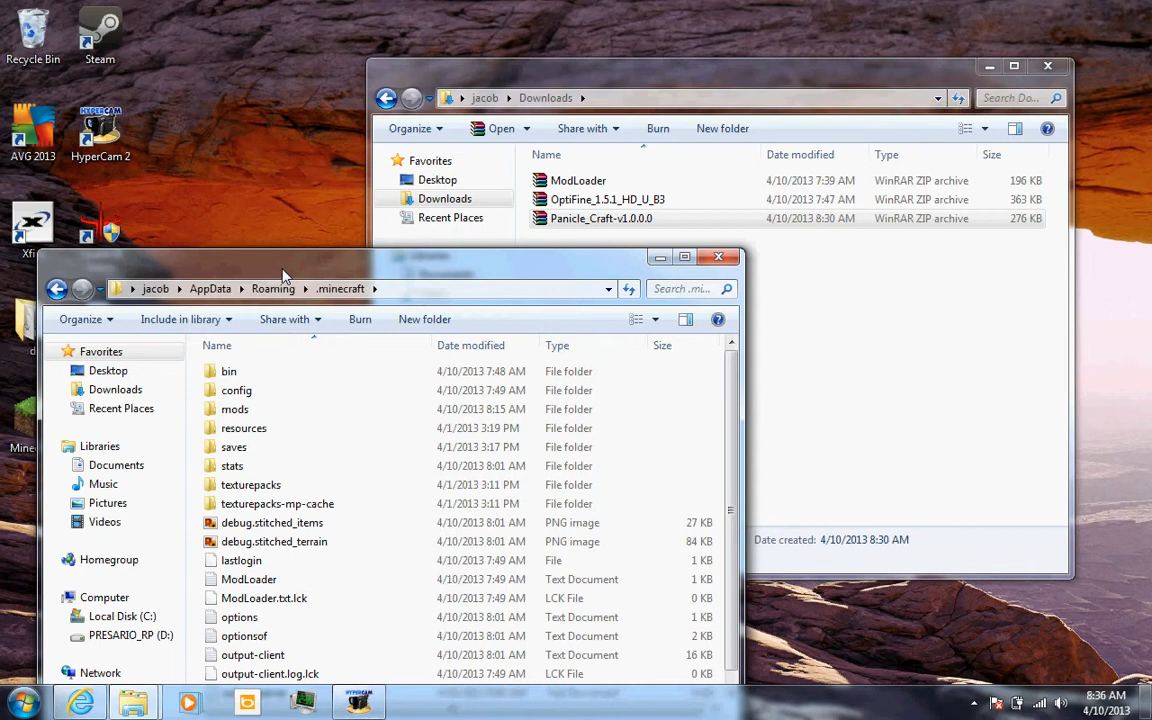 Recycle Bin
Steam
AVG 2013
HYPERCAM
HyperCam 2
Xfi
Mine
jacob Downloads
Search Do...
Organize Open Share with Burn New folder
Name Date modified Type Size
Favorites
Desktop
Downloads
Recent Places
ModLoader 4/10/2013 7:39 AM WinRAR ZIP archive 196 KB
OptiFine_1.5.1_HD_U_B3 4/10/2013 7:47 AM WinRAR ZIP archive 363 KB
Panicle_Craft-v1.0.0.0 4/10/2013 8:30 AM WinRAR ZIP archive 276 KB
Date created: 4/10/2013 8:30 AM
jacob AppData Roaming .minecraft
Search .mi...
Organize Include in library Share with Burn New folder
Name Date modified Type Size
Favorites
Desktop
Downloads
Recent Places
Libraries
Documents
Music
Pictures
Videos
Homegroup
Computer
Local Disk (C:)
PRESARIO_RP (D:)
Network
bin 4/10/2013 7:48 AM File folder
config 4/10/2013 7:49 AM File folder
mods 4/10/2013 8:15 AM File folder
resources 4/1/2013 3:19 PM File folder
saves 4/1/2013 3:17 PM File folder
stats 4/10/2013 8:01 AM File folder
texturepacks 4/1/2013 3:11 PM File folder
texturepacks-mp-cache 4/1/2013 3:11 PM File folder
debug.stitched_items 4/10/2013 8:01 AM PNG image 27 KB
debug.stitched_terrain 4/10/2013 8:01 AM PNG image 84 KB
lastlogin 4/10/2013 7:49 AM File 1 KB
ModLoader 4/10/2013 7:49 AM Text Document 1 KB
ModLoader.txt.lck 4/10/2013 7:49 AM LCK File 0 KB
options 4/10/2013 8:01 AM Text Document 1 KB
optionsof 4/10/2013 8:01 AM Text Document 2 KB
output-client 4/10/2013 8:01 AM Text Document 16 KB
output-client.log.lck 4/10/2013 7:49 AM LCK File 0 KB
HYPERCAM
8:36 AM
4/10/2013